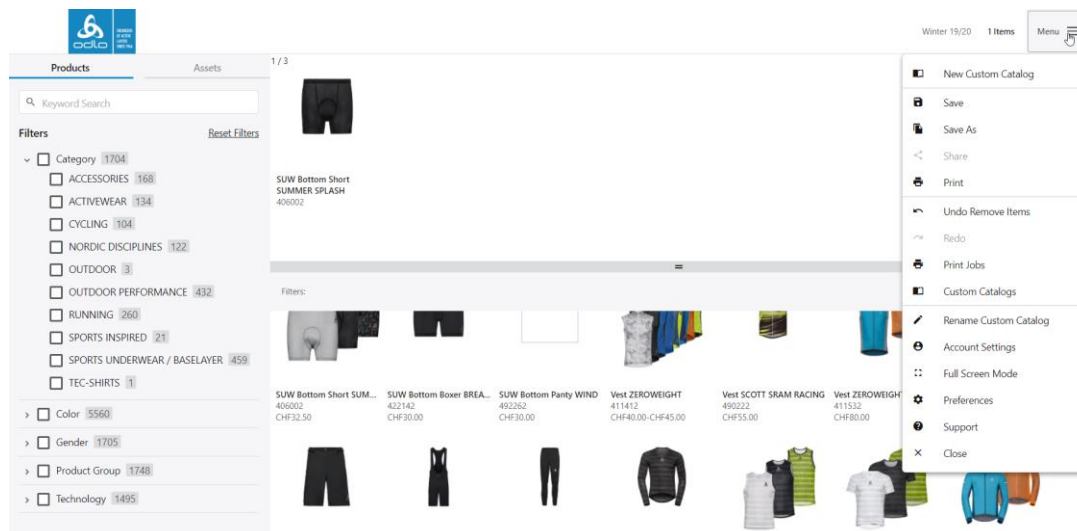 odlo
Winter 19/20 1 Items Menu
Products Assets
1 / 3
Keyword Search
Filters Reset Filters
Category 1704
ACCESSORIES 168
ACTIVEWEAR 134
CYCLING 104
NORDIC DISCIPLINES 122
OUTDOOR 3
OUTDOOR PERFORMANCE 432
RUNNING 260
SPORTS INSPIRED 21
SPORTS UNDERWEAR / BASELAYER 459
TEC-SHIRTS 1
Color 5560
Gender 1705
Product Group 1748
Technology 1495
SUW Bottom Short
SUMMER SPLASH
406002
Filters:
SUW Bottom Short SUM... SUW Bottom Boxer BREA... SUW Bottom Panty WIND Vest ZEROWEIGHT Vest SCOTT SRAM RACING Vest ZEROWEIGH
406002 422142 492262 411412 490222 411532
CHF32.50 CHF30.00 CHF30.00 CHF40.00-CHF45.00 CHF55.00 CHF80.00
New Custom Catalog
Save
Save As
Share
Print
Undo Remove Items
Redo
Print Jobs
Custom Catalogs
Rename Custom Catalog
Account Settings
Full Screen Mode
Preferences
Support
Close